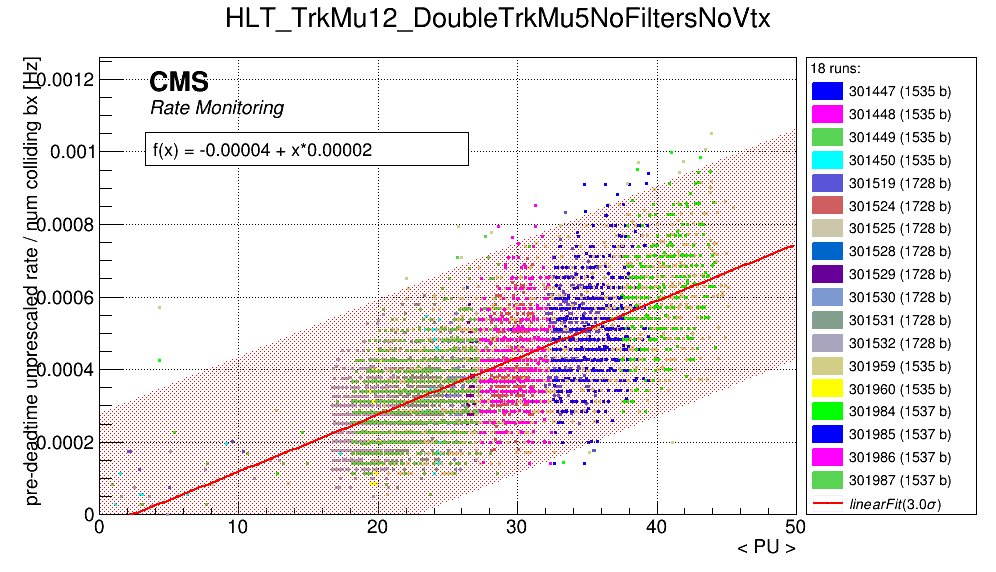 HLT_TrkMu12_DoubleTrkMu5NoFiltersNoVtx
pre-deadtime unprescaled rate / num colliding bx [Hz]
CMS
Rate Monitoring
f(x) = -0.00004 + x*0.00002
0.0012
0.001
0.0008
0.0006
0.0004
0.0002
0
0 10 20 30 40 50
< PU >
18 runs:
301447 (1535 b)
301448 (1535 b)
301449 (1535 b)
301450 (1535 b)
301519 (1728 b)
301524 (1728 b)
301525 (1728 b)
301528 (1728 b)
301529 (1728 b)
301530 (1728 b)
301531 (1728 b)
301532 (1728 b)
301959 (1535 b)
301960 (1535 b)
301984 (1537 b)
301985 (1537 b)
301986 (1537 b)
301987 (1537 b)
linearFit(3.0σ)